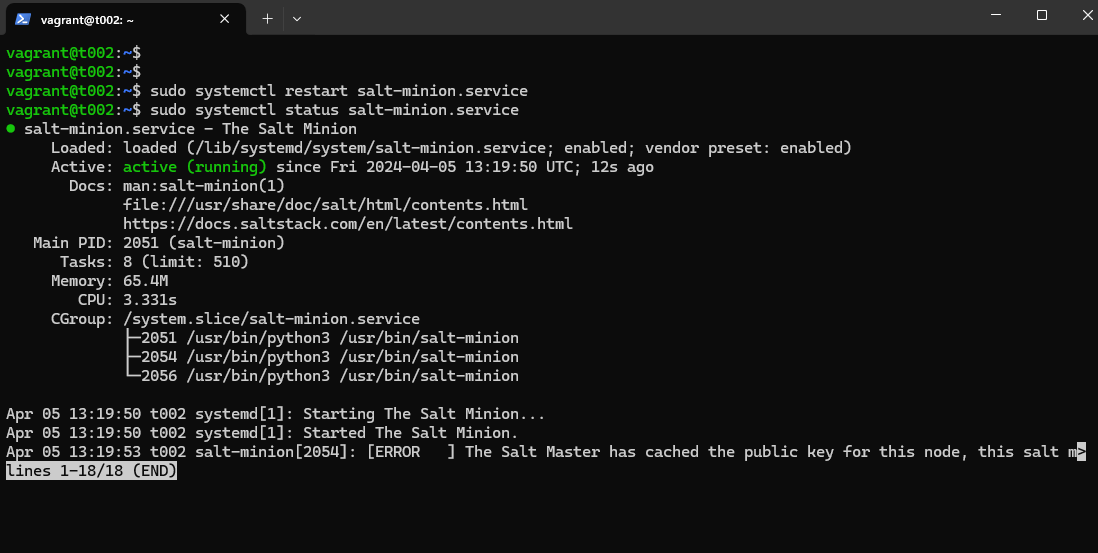 vagrant@t002: ~
vagrant@t002:~$
vagrant@t002:~$
vagrant@t002:~$ sudo systemctl restart salt-minion.service
vagrant@t002:~$ sudo systemctl status salt-minion.service
● salt-minion.service - The Salt Minion
Loaded: loaded (/lib/systemd/system/salt-minion.service; enabled; vendor preset: enabled)
Active: active (running) since Fri 2024-04-05 13:19:50 UTC; 12s ago
Docs: man:salt-minion(1)
file:///usr/share/doc/salt/html/contents.html
https://docs.saltstack.com/en/latest/contents.html
Main PID: 2051 (salt-minion)
Tasks: 8 (limit: 510)
Memory: 65.4M
CPU: 3.331s
CGroup: /system.slice/salt-minion.service
├─2051 /usr/bin/python3 /usr/bin/salt-minion
├─2054 /usr/bin/python3 /usr/bin/salt-minion
└─2056 /usr/bin/python3 /usr/bin/salt-minion
Apr 05 13:19:50 t002 systemd[1]: Starting The Salt Minion...
Apr 05 13:19:50 t002 systemd[1]: Started The Salt Minion.
Apr 05 13:19:53 t002 salt-minion[2054]: [ERROR   ] The Salt Master has cached the public key for this node, this salt m>
lines 1-18/18 (END)